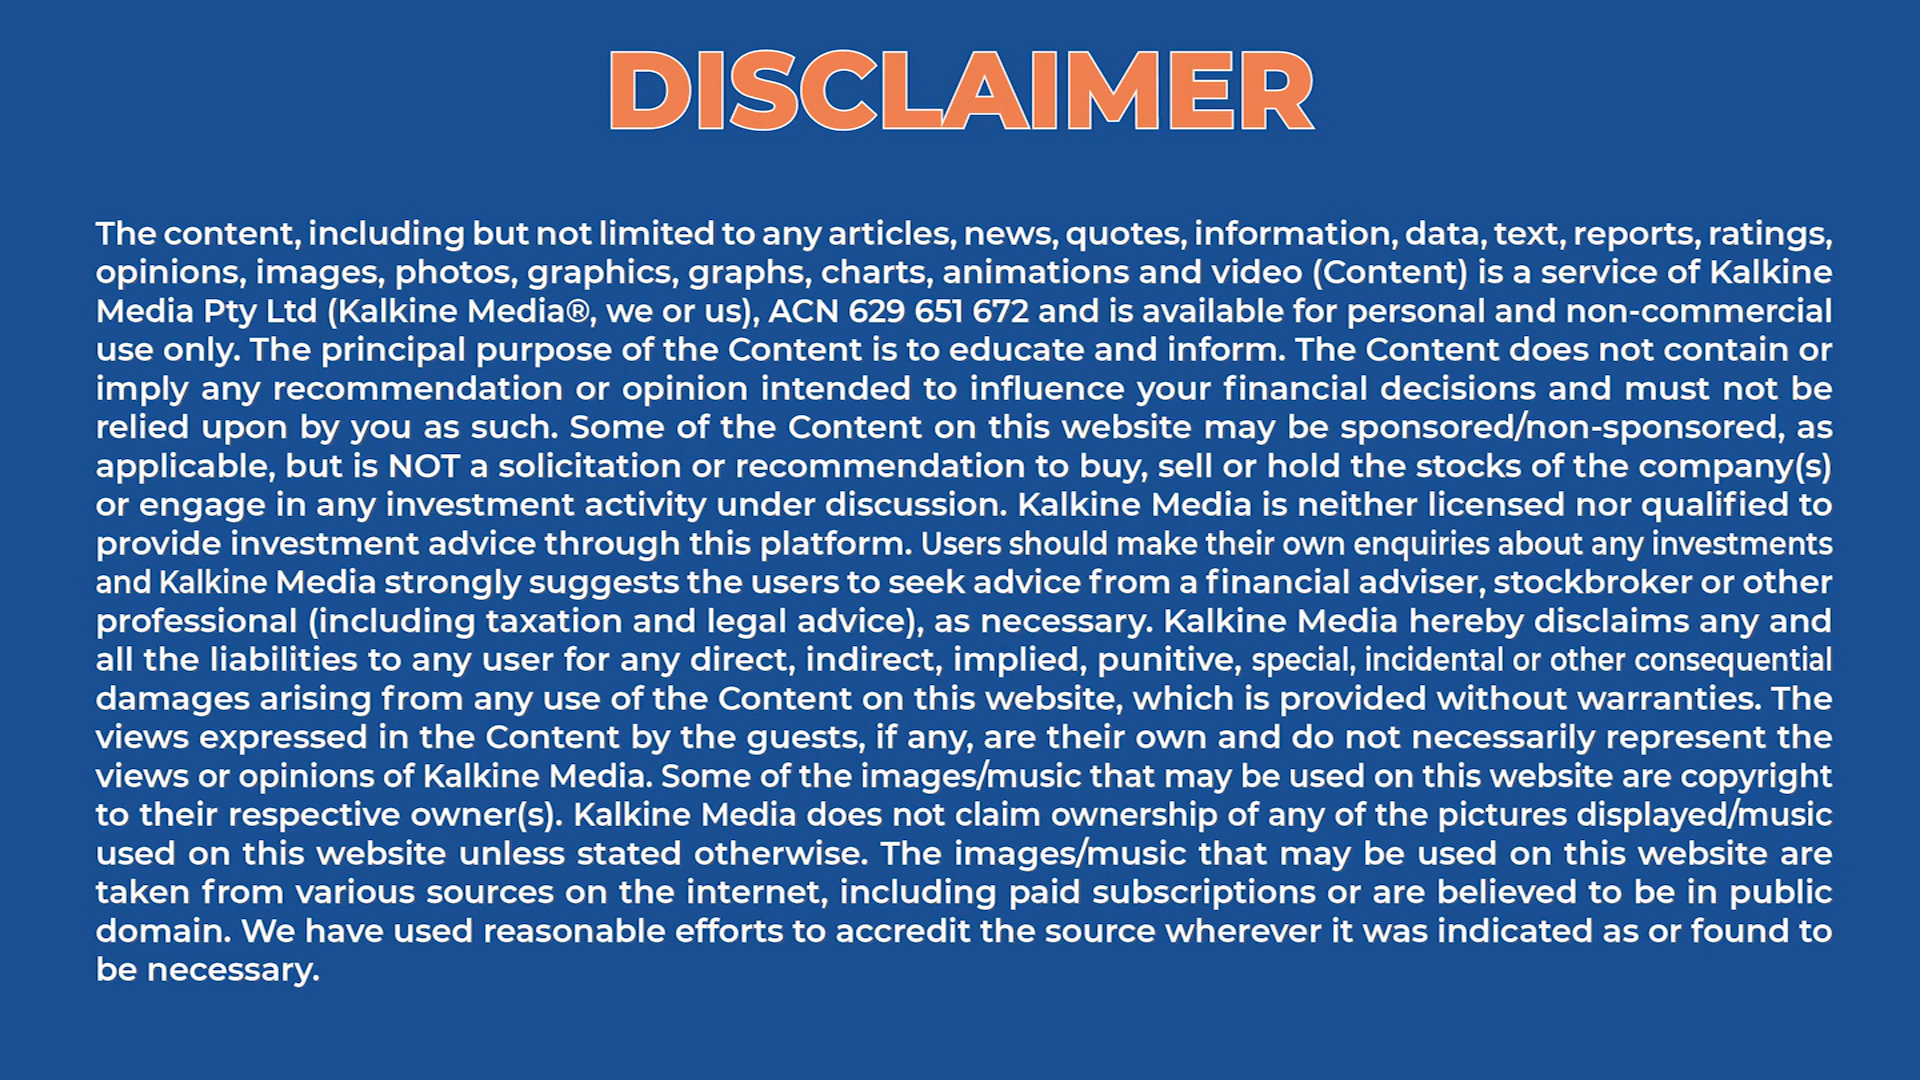 DISCLAIMER
The content, including but not limited to any articles, news, quotes, information, data, text, reports, ratings,
opinions, images, photos, graphics, graphs, charts, animations and video (Content) is a service of Kalkine
Media Pty Ltd (Kalkine Media®, we or us), ACN 629 651 672 and is available for personal and non-commercial
use only. The principal purpose of the Content is to educate and inform. The Content does not contain or
imply any recommendation or opinion intended to influence your financial decisions and must not be
relied upon by you as such. Some of the Content on this website may be sponsored/non-sponsored, as
applicable, but is NOT a solicitation or recommendation to buy, sell or hold the stocks of the company(s)
or engage in any investment activity under discussion. Kalkine Media is neither licensed nor qualified to
provide investment advice through this platform. Users should make their own enquiries about any investments
and Kalkine Media strongly suggests the users to seek advice from a financial adviser, stockbroker or other
professional (including taxation and legal advice), as necessary. Kalkine Media hereby disclaims any and
all the liabilities to any user for any direct, indirect, implied, punitive, special, incidental or other consequential
damages arising from any use of the Content on this website, which is provided without warranties. The
views expressed in the Content by the guests, if any, are their own and do not necessarily represent the
views or opinions of Kalkine Media. Some of the images/music that may be used on this website are copyright
to their respective owner(s). Kalkine Media does not claim ownership of any of the pictures displayed/music
used on this website unless stated otherwise. The images/music that may be used on this website are
taken from various sources on the internet, including paid subscriptions or are believed to be in public
domain. We have used reasonable efforts to accredit the source wherever it was indicated as or found to
be necessary.